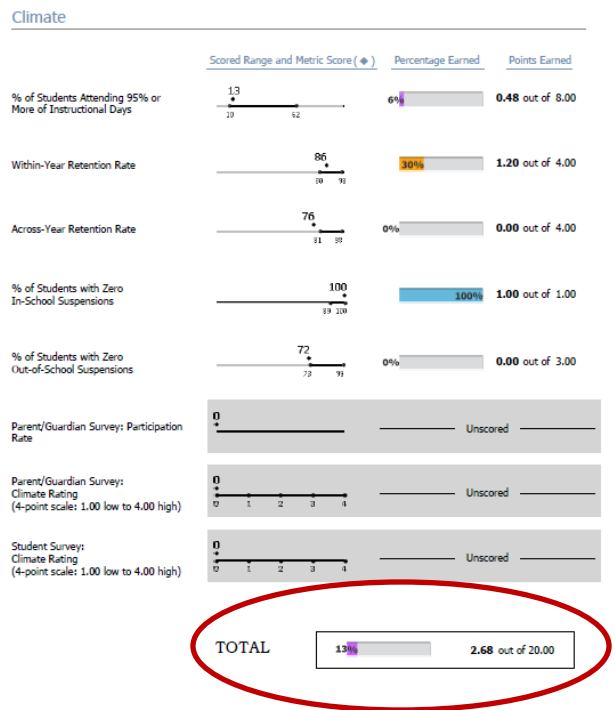 Climate
Scored Range and Metric Score (◆) Percentage Earned Points Earned
% of Students Attending 95% or
More of Instructional Days
13
10 62
6%
0.48 out of 8.00
Within-Year Retention Rate
86
80 98
30%
1.20 out of 4.00
Across-Year Retention Rate
76
81 98
0%
0.00 out of 4.00
% of Students with Zero
In-School Suspensions
100
89 100
100%
1.00 out of 1.00
% of Students with Zero
Out-of-School Suspensions
72
0%
0.00 out of 3.00
Parent/Guardian Survey: Participation
Rate
0
Unscored
Parent/Guardian Survey:
Climate Rating
(4-point scale: 1.00 low to 4.00 high)
0
0 1 2 3 4
Unscored
Student Survey:
Climate Rating
(4-point scale: 1.00 low to 4.00 high)
0
0 1 2 3 4
Unscored
TOTAL 13% 2.68 out of 20.00